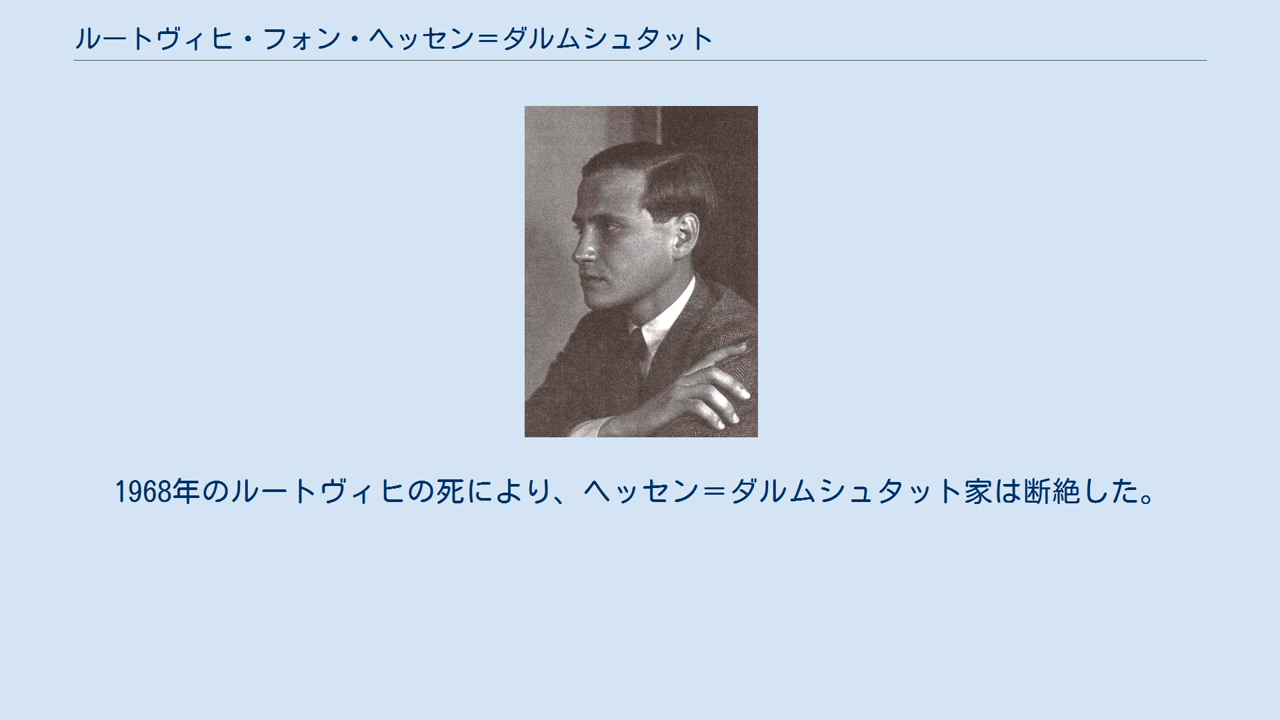 ルートヴィヒ・フォン・ヘッセン＝ダルムシュタット
1968年のルートヴィヒの死により、ヘッセン＝ダルムシュタット家は断絶した。